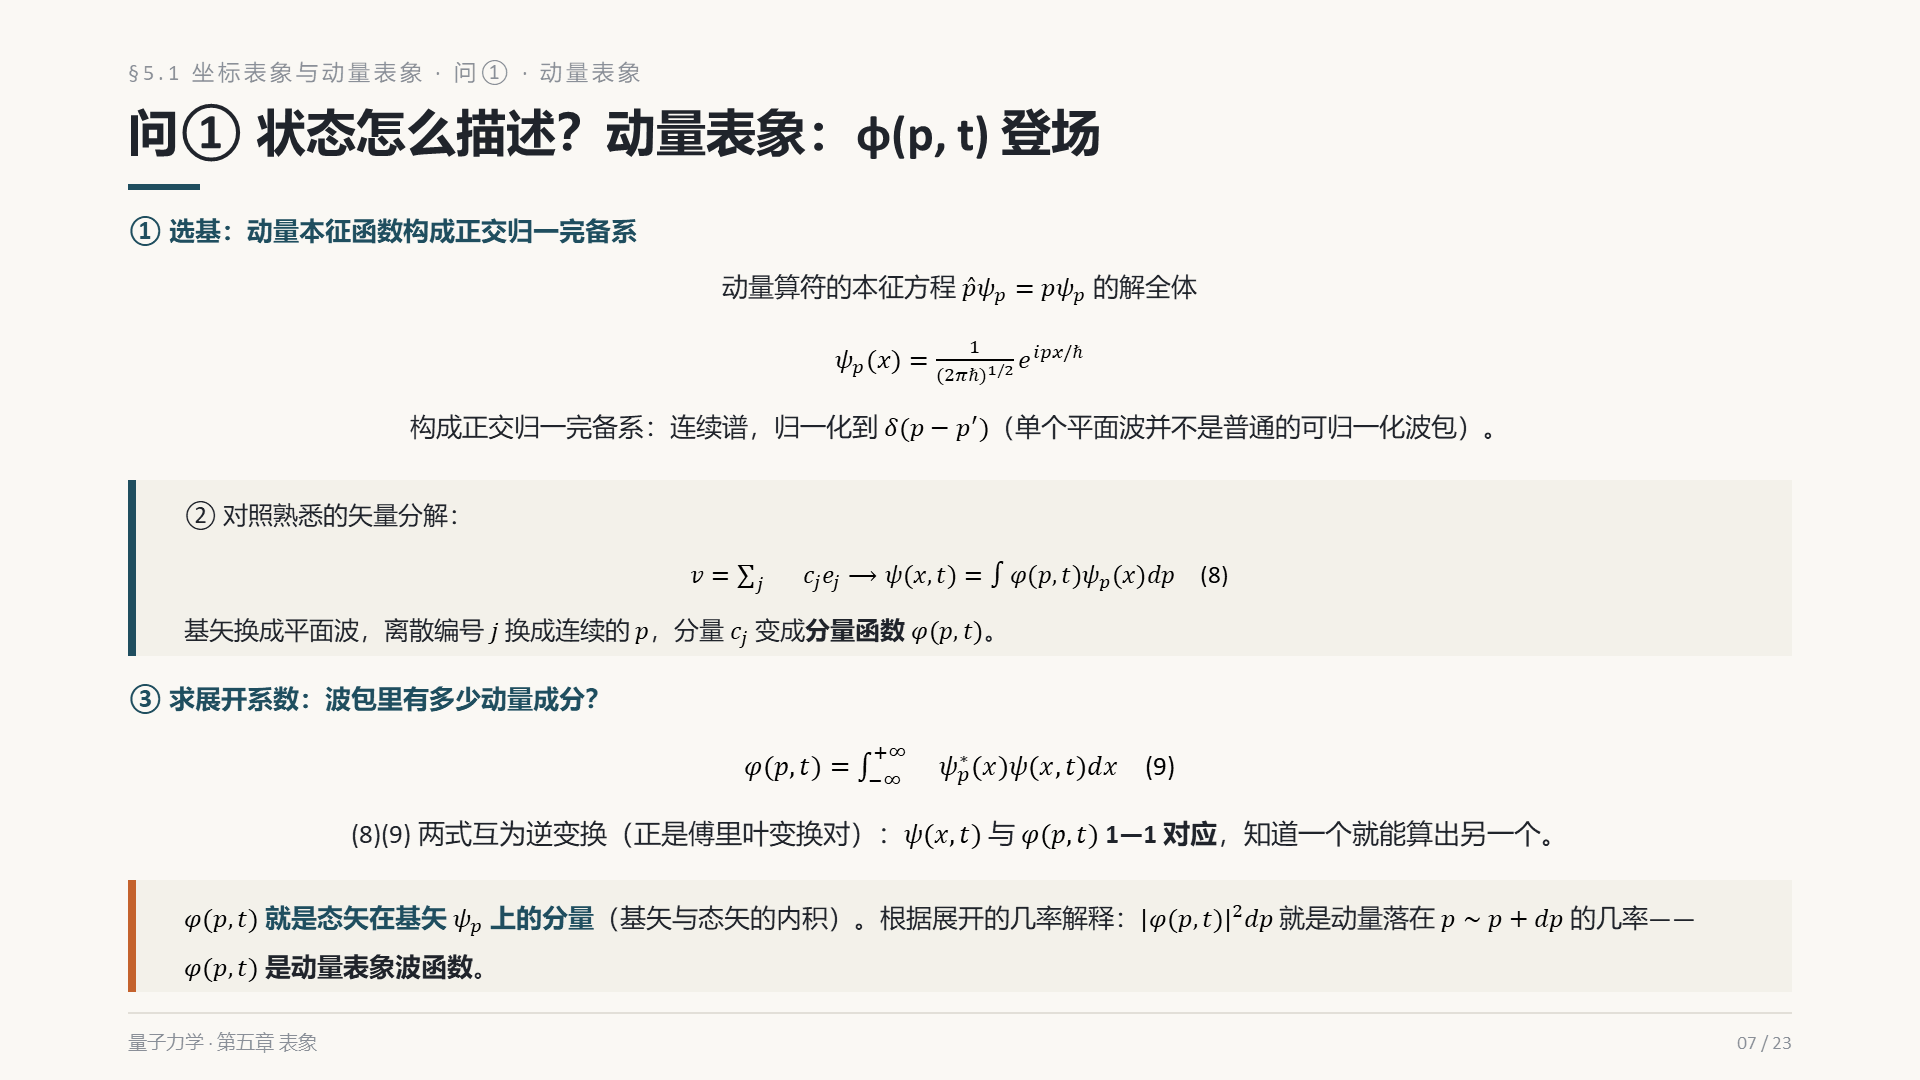 §5.1 坐标表象与动量表象 · 问① · 动量表象
问① 状态怎么描述？动量表象：ϕ(p, t) 登场
① 选基：动量本征函数构成正交归一完备系
动量算符的本征方程 p̂ψ_p = pψ_p 的解全体
ψ_p(x) = \frac{1}{(2πℏ)^{1/2}} e^{ipx/ℏ}
构成正交归一完备系：连续谱，归一化到 δ(p − p′)（单个平面波并不是普通的可归一化波包）。
② 对照熟悉的矢量分解：
v = ∑_j c_j e_j ⟶ ψ(x, t) = ∫ φ(p, t)ψ_p(x)dp (8)
基矢换成平面波，离散编号 j 换成连续的 p，分量 c_j 变成分量函数 φ(p, t)。
③ 求展开系数：波包里有多少动量成分？
φ(p, t) = ∫_{−∞}^{+∞} ψ_p^*(x)ψ(x, t)dx (9)
(8)(9) 两式互为逆变换（正是傅里叶变换对）：ψ(x, t) 与 φ(p, t) 1—1 对应，知道一个就能算出另一个。
φ(p, t) 就是态矢在基矢 ψ_p 上的分量（基矢与态矢的内积）。根据展开的几率解释：|φ(p, t)|²dp 就是动量落在 p ~ p + dp 的几率——
φ(p, t) 是动量表象波函数。
量子力学 · 第五章 表象
07 / 23